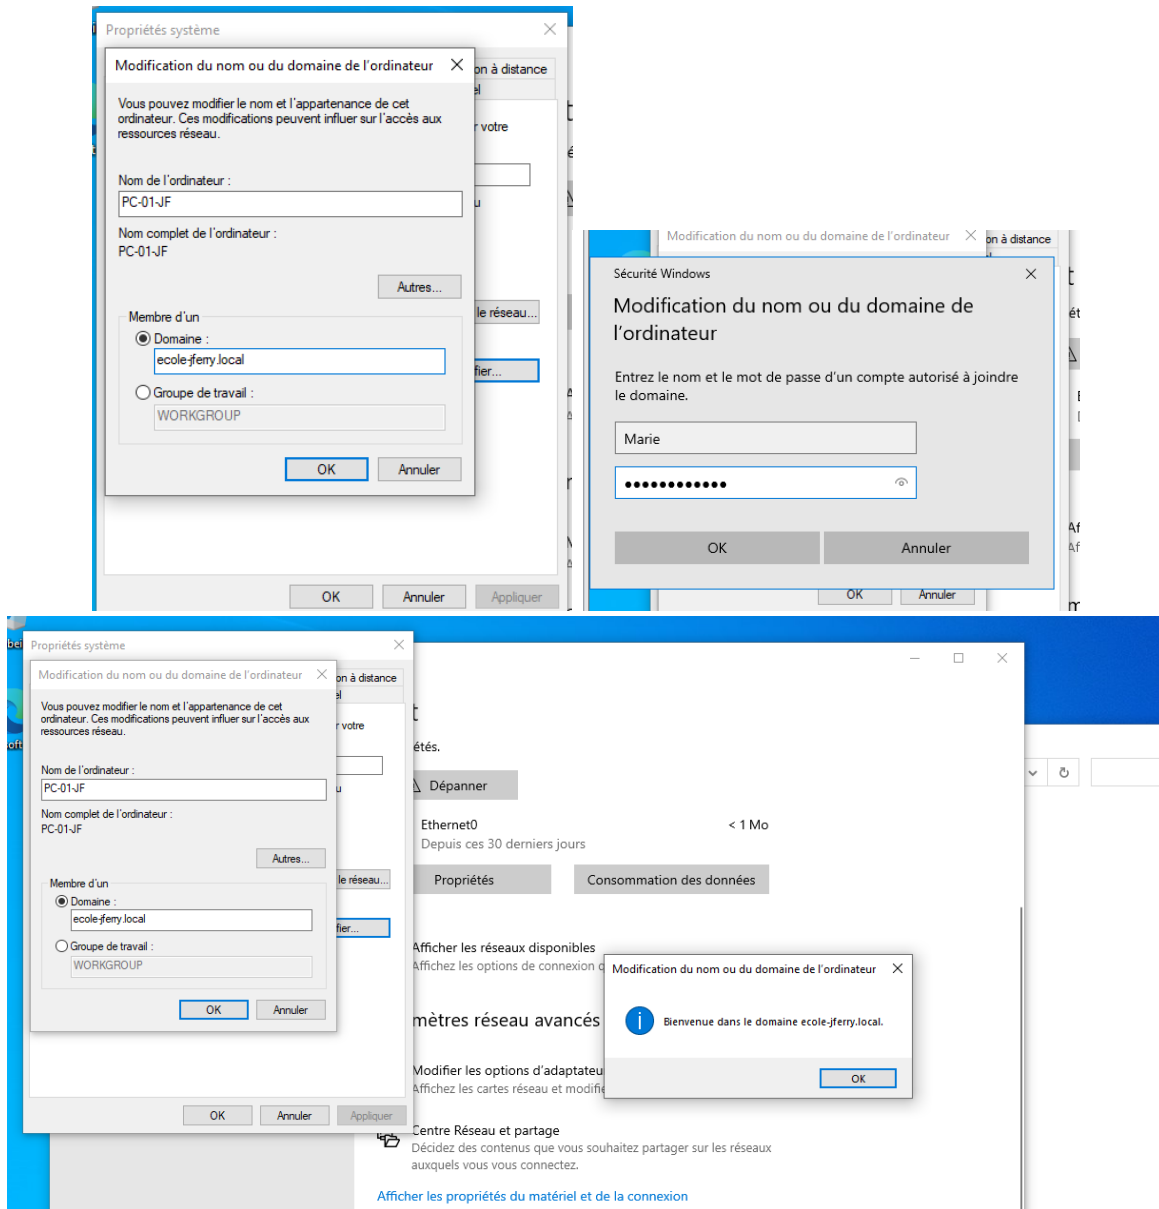 Propriétés système
Modification du nom ou du domaine de l'ordinateur
on à distance
el
Vous pouvez modifier le nom et l'appartenance de cet
ordinateur. Ces modifications peuvent influer sur l'accès aux
ressources réseau.
r votre
Nom de l'ordinateur :
PC-01-JF
u
Nom complet de l'ordinateur :
PC-01-JF
Autres...
le réseau...
Membre d'un
Domaine :
ecole-jferry.local
fier...
Groupe de travail :
WORKGROUP
OK
Annuler
OK
Annuler
Appliquer
Modification du nom ou du domaine de l'ordinateur
on à distance
Sécurité Windows
Modification du nom ou du domaine de
l'ordinateur
ét
Entrez le nom et le mot de passe d'un compte autorisé à joindre
le domaine.
Marie
OK
Annuler
Af
Af
OK
Annuler
m
bei
Propriétés système
Modification du nom ou du domaine de l'ordinateur
on à distance
el
Vous pouvez modifier le nom et l'appartenance de cet
ordinateur. Ces modifications peuvent influer sur l'accès aux
ressources réseau.
r votre
soft
Nom de l'ordinateur :
PC-01-JF
u
Nom complet de l'ordinateur :
PC-01-JF
Autres...
le réseau...
Membre d'un
Domaine :
ecole-jferry.local
fier...
Groupe de travail :
WORKGROUP
OK
Annuler
OK
Annuler
Appliquer
t
étés.
Dépanner
Ethernet0
< 1 Mo
Depuis ces 30 derniers jours
Propriétés
Consommation des données
Afficher les réseaux disponibles
Affichez les options de connexion
mètres réseau avancés
Modifier les options d'adaptateu
Affichez les cartes réseau et modifie
Modification du nom ou du domaine de l'ordinateur
Bienvenue dans le domaine ecole-jferry.local.
OK
Centre Réseau et partage
Décidez des contenus que vous souhaitez partager sur les réseaux
auxquels vous vous connectez.
Afficher les propriétés du matériel et de la connexion